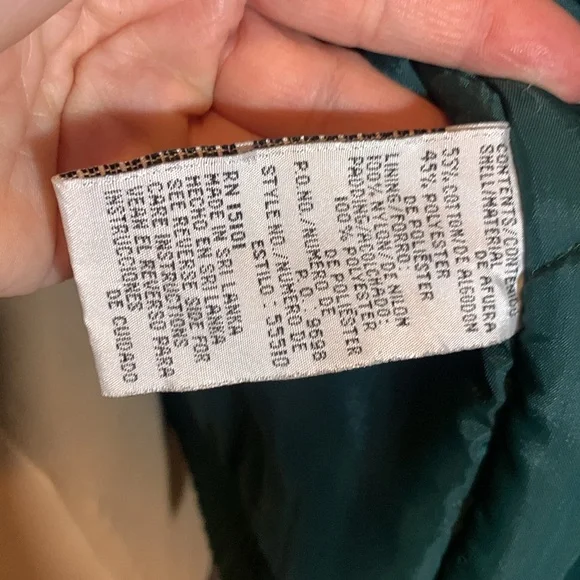 CONTENTS/CONTENIDO
SHELL/MATERIAL
DE AFUERA
55% COTTON/DE ALGODON
45% POLYESTER
DE POLIESTER
LINING/FORRO:
100% NYLON/DE NILON
PADDING/ACOLCHADO:
100% POLYESTER
DE POLIESTER
P.O.NO./NUMERO DE
P.O. 9698
STYLE NO./NUMERO DE
ESTILO: 55510
RN 15101
MADE IN SRI LANKA
HECHO EN SRI LANKA
SEE REVERSE SIDE FOR
CARE INSTRUCTIONS
VEAN EL REVERSO PARA
INSTRUCCIONES
DE CUIDADO